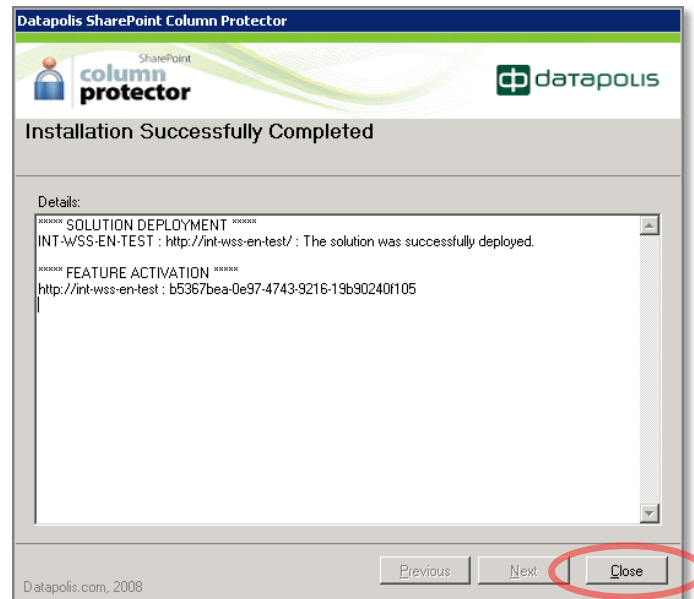 Datapolis SharePoint Column Protector
SharePoint
column
protector
datapolis
Installation Successfully Completed
Details:
***** SOLUTION DEPLOYMENT *****
INT-WSS-EN-TEST : http://int-wss-en-test/ : The solution was successfully deployed.
***** FEATURE ACTIVATION *****
http://int-wss-en-test : b5367bea-0e97-4743-9216-19b90240f105
Previous Next Close
Datapolis.com, 2008